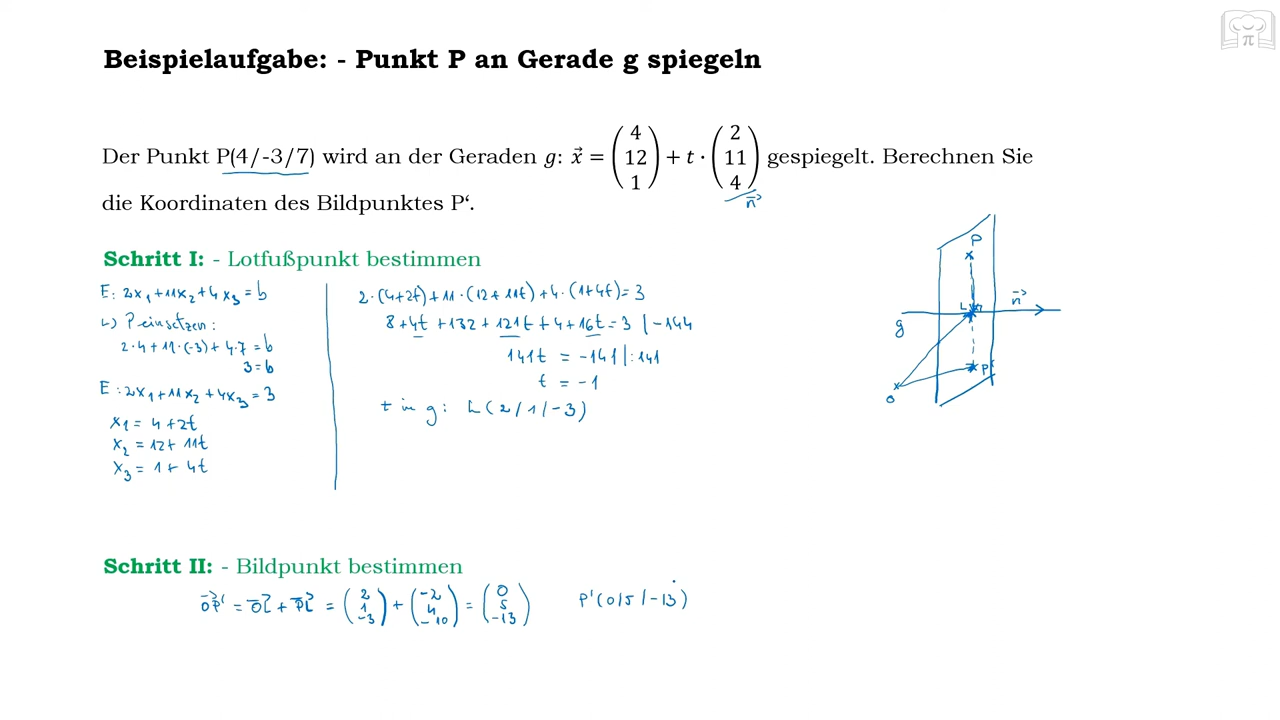 Beispielaufgabe: - Punkt P an Gerade g spiegeln
Der Punkt P(4/-3/7) wird an der Geraden g: x⃗ = (4 12 1) + t · (2 11 4) gespiegelt. Berechnen Sie
n⃗
die Koordinaten des Bildpunktes P‘.
Schritt I: - Lotfußpunkt bestimmen
E: 2x₁+11x₂+4x₃=b
↳ P einsetzen:
2·4+11·(-3)+4·7=b
3=b
E: 2x₁+11x₂+4x₃=3
x₁= 4+2t
x₂= 12+ 11t
x₃= 1+ 4t
2·(4+2t)+11·(12+11t)+4·(1+4t)=3
8+4t+132+121t+4+16t=3 |-144
141t = -141 |:141
t = -1
t in g: L(2/1/-3)
P
L
n⃗
g
P'
O
Schritt II: - Bildpunkt bestimmen
OP⃗' = OL⃗ + PL⃗ = (2 1 -3) + (-2 4 -10) = (0 5 -13) P'(0/5/-13)
π